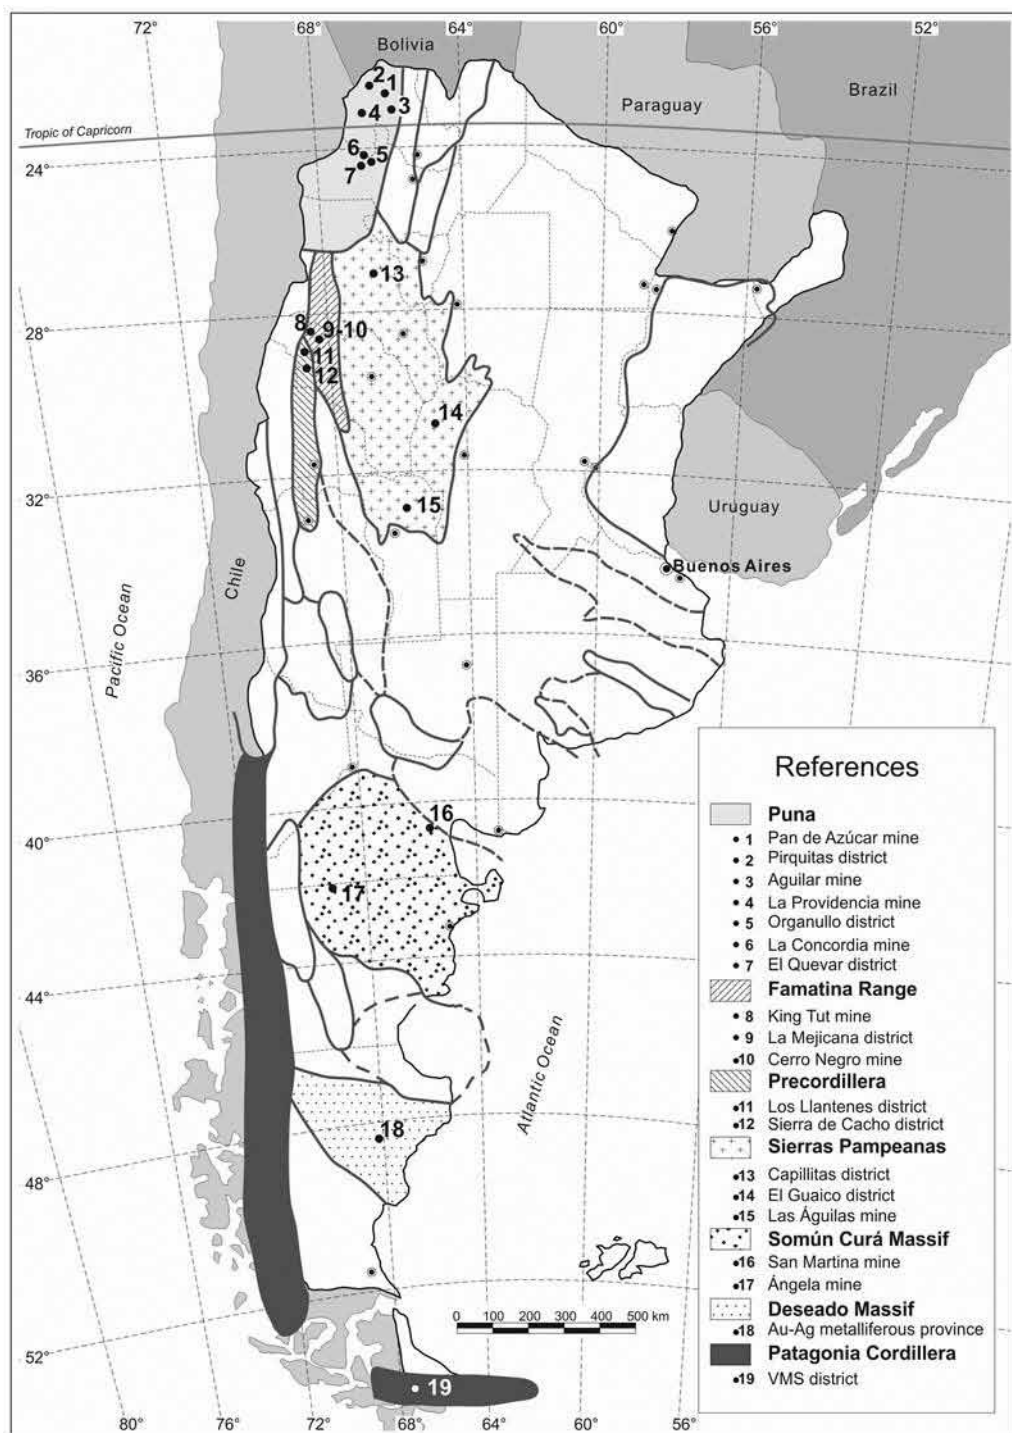 72°
68°
64°
60°
56°
52°
Bolivia
Paraguay
Brazil
Tropic of Capricorn
2
1
4
3
24°
6
5
7
13
28°
8
9-10
11
12
14
32°
15
Uruguay
Chile
Buenos Aires
Pacific Ocean
36°
40°
16
17
44°
Atlantic Ocean
18
48°
0 100 200 300 400 500 km
52°
19
80°
76°
72°
68°
64°
60°
56°
References
Puna
1 Pan de Azúcar mine
2 Pirquitas district
3 Aguilar mine
4 La Providencia mine
5 Organullo district
6 La Concordia mine
7 El Quevar district
Famatina Range
8 King Tut mine
9 La Mejicana district
10 Cerro Negro mine
Precordillera
11 Los Llantenes district
12 Sierra de Cacho district
Sierras Pampeanas
13 Capillitas district
14 El Guaico district
15 Las Águilas mine
Somún Curá Massif
16 San Martina mine
17 Ángela mine
Deseado Massif
18 Au-Ag metalliferous province
Patagonia Cordillera
19 VMS district